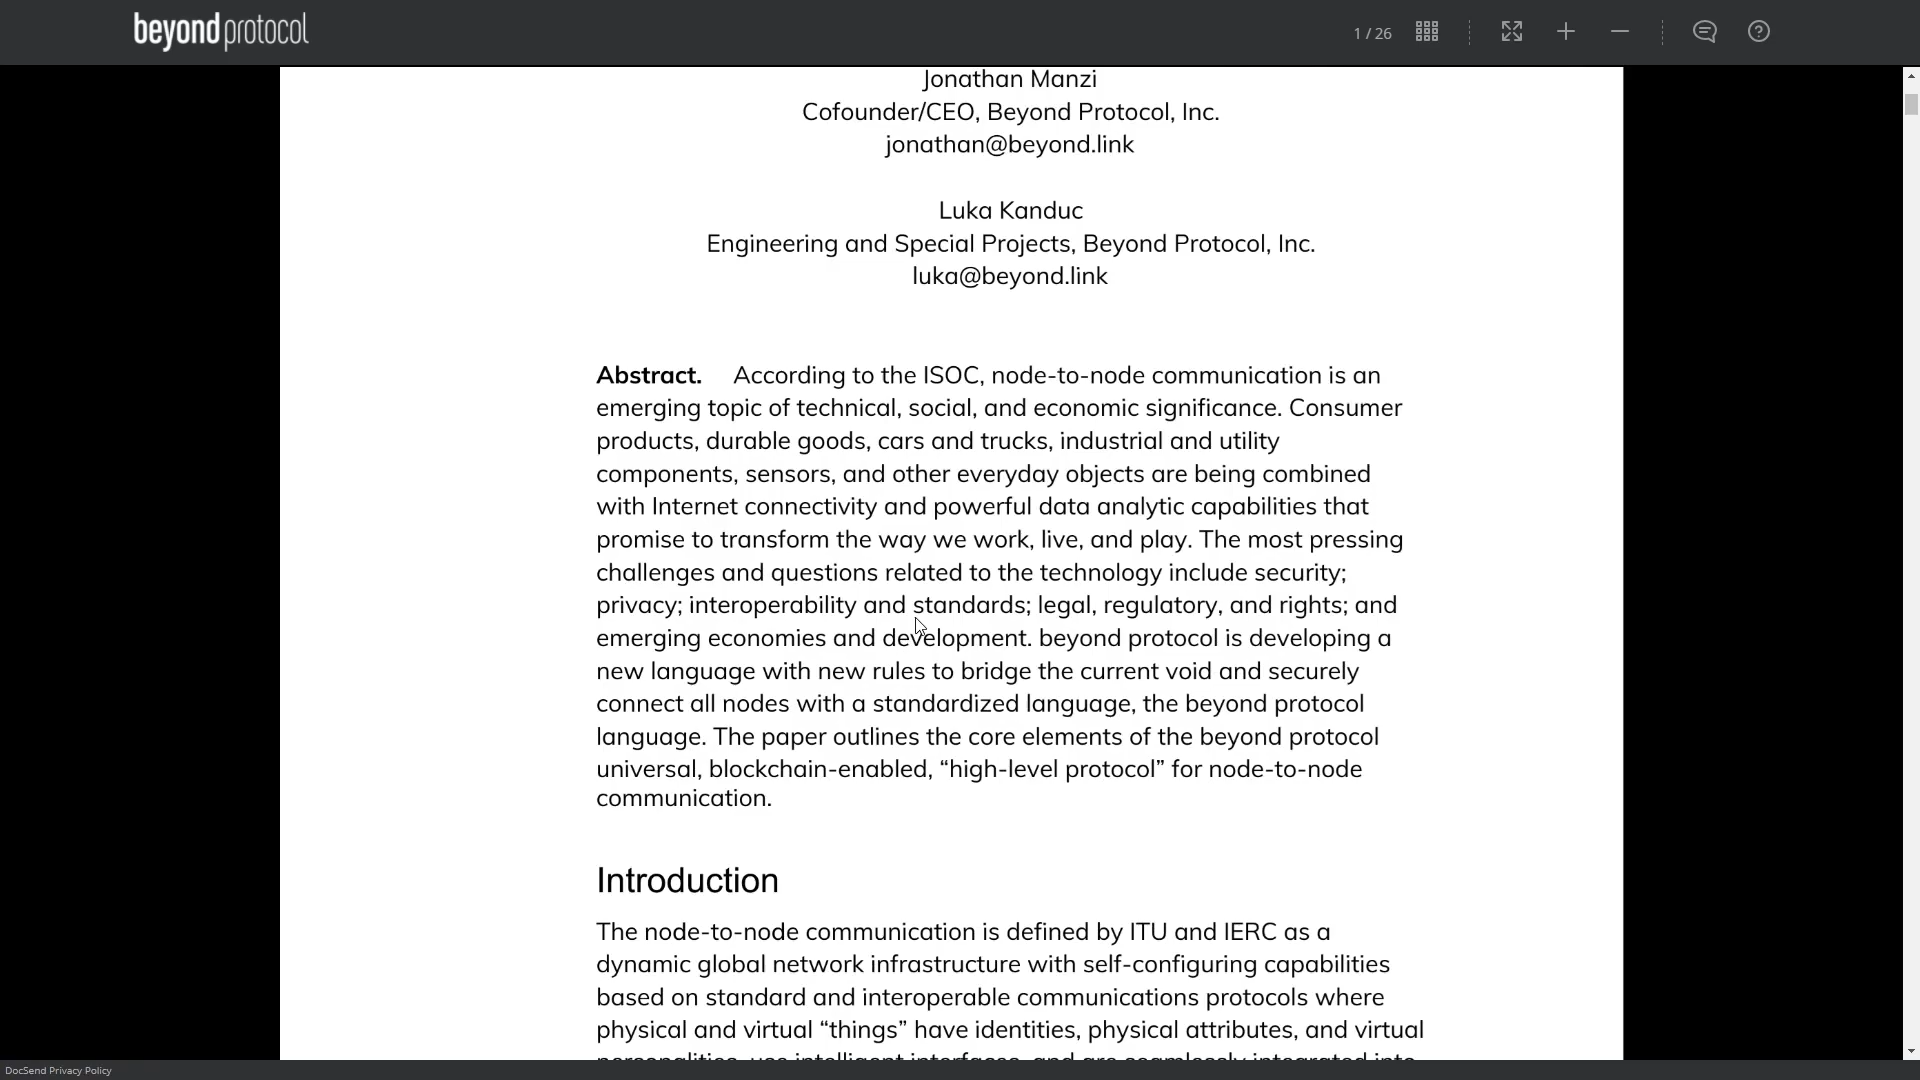 beyond protocol
1 / 26
Jonathan Manzi
Cofounder/CEO, Beyond Protocol, Inc.
jonathan@beyond.link
Luka Kanduc
Engineering and Special Projects, Beyond Protocol, Inc.
luka@beyond.link
Abstract. According to the ISOC, node-to-node communication is an
emerging topic of technical, social, and economic significance. Consumer
products, durable goods, cars and trucks, industrial and utility
components, sensors, and other everyday objects are being combined
with Internet connectivity and powerful data analytic capabilities that
promise to transform the way we work, live, and play. The most pressing
challenges and questions related to the technology include security;
privacy; interoperability and standards; legal, regulatory, and rights; and
emerging economies and development. beyond protocol is developing a
new language with new rules to bridge the current void and securely
connect all nodes with a standardized language, the beyond protocol
language. The paper outlines the core elements of the beyond protocol
universal, blockchain-enabled, “high-level protocol” for node-to-node
communication.
Introduction
The node-to-node communication is defined by ITU and IERC as a
dynamic global network infrastructure with self-configuring capabilities
based on standard and interoperable communications protocols where
physical and virtual “things” have identities, physical attributes, and virtual
personalities, use intelligent interfaces, and are seamlessly integrated into
DocSend Privacy Policy